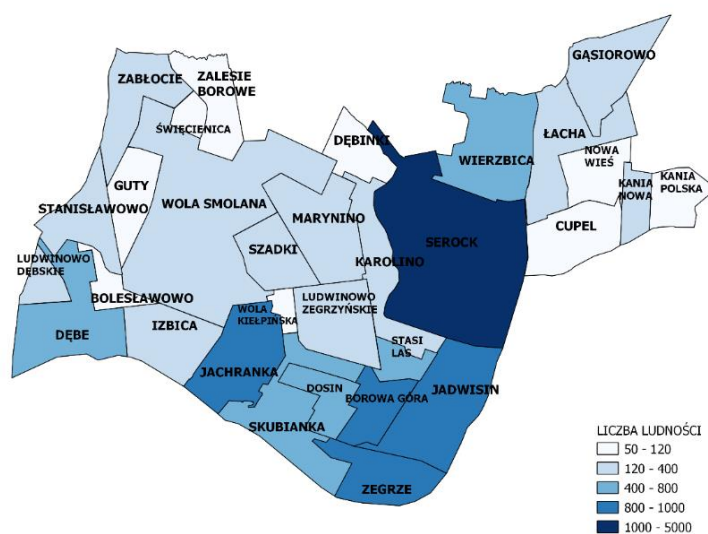 GĄSIOROWO
ZABŁOCIE
ZALESIE
BOROWE
ŚWIĘCIENICA
DĘBINKI
ŁACHA
WIERZBICA
NOWA
WIEŚ
KANIA
NOWA
KANIA
POLSKA
GUTY
STANISŁAWOWO
WOLA SMOLANA
MARYNINO
CUPEL
SEROCK
SZADKI
KAROLINO
LUDWINOWO
DĘBSKIE
BOLESŁAWOWO
LUDWINOWO
ZEGRZYŃSKIE
WOLA
KIEŁPIŃSKA
IZBICA
DĘBE
STASI
LAS
JACHRANKA
JADWISIN
DOSIN
BOROWA GÓRA
SKUBIANKA
ZEGRZE
LICZBA LUDNOŚCI
50 - 120
120 - 400
400 - 800
800 - 1000
1000 - 5000